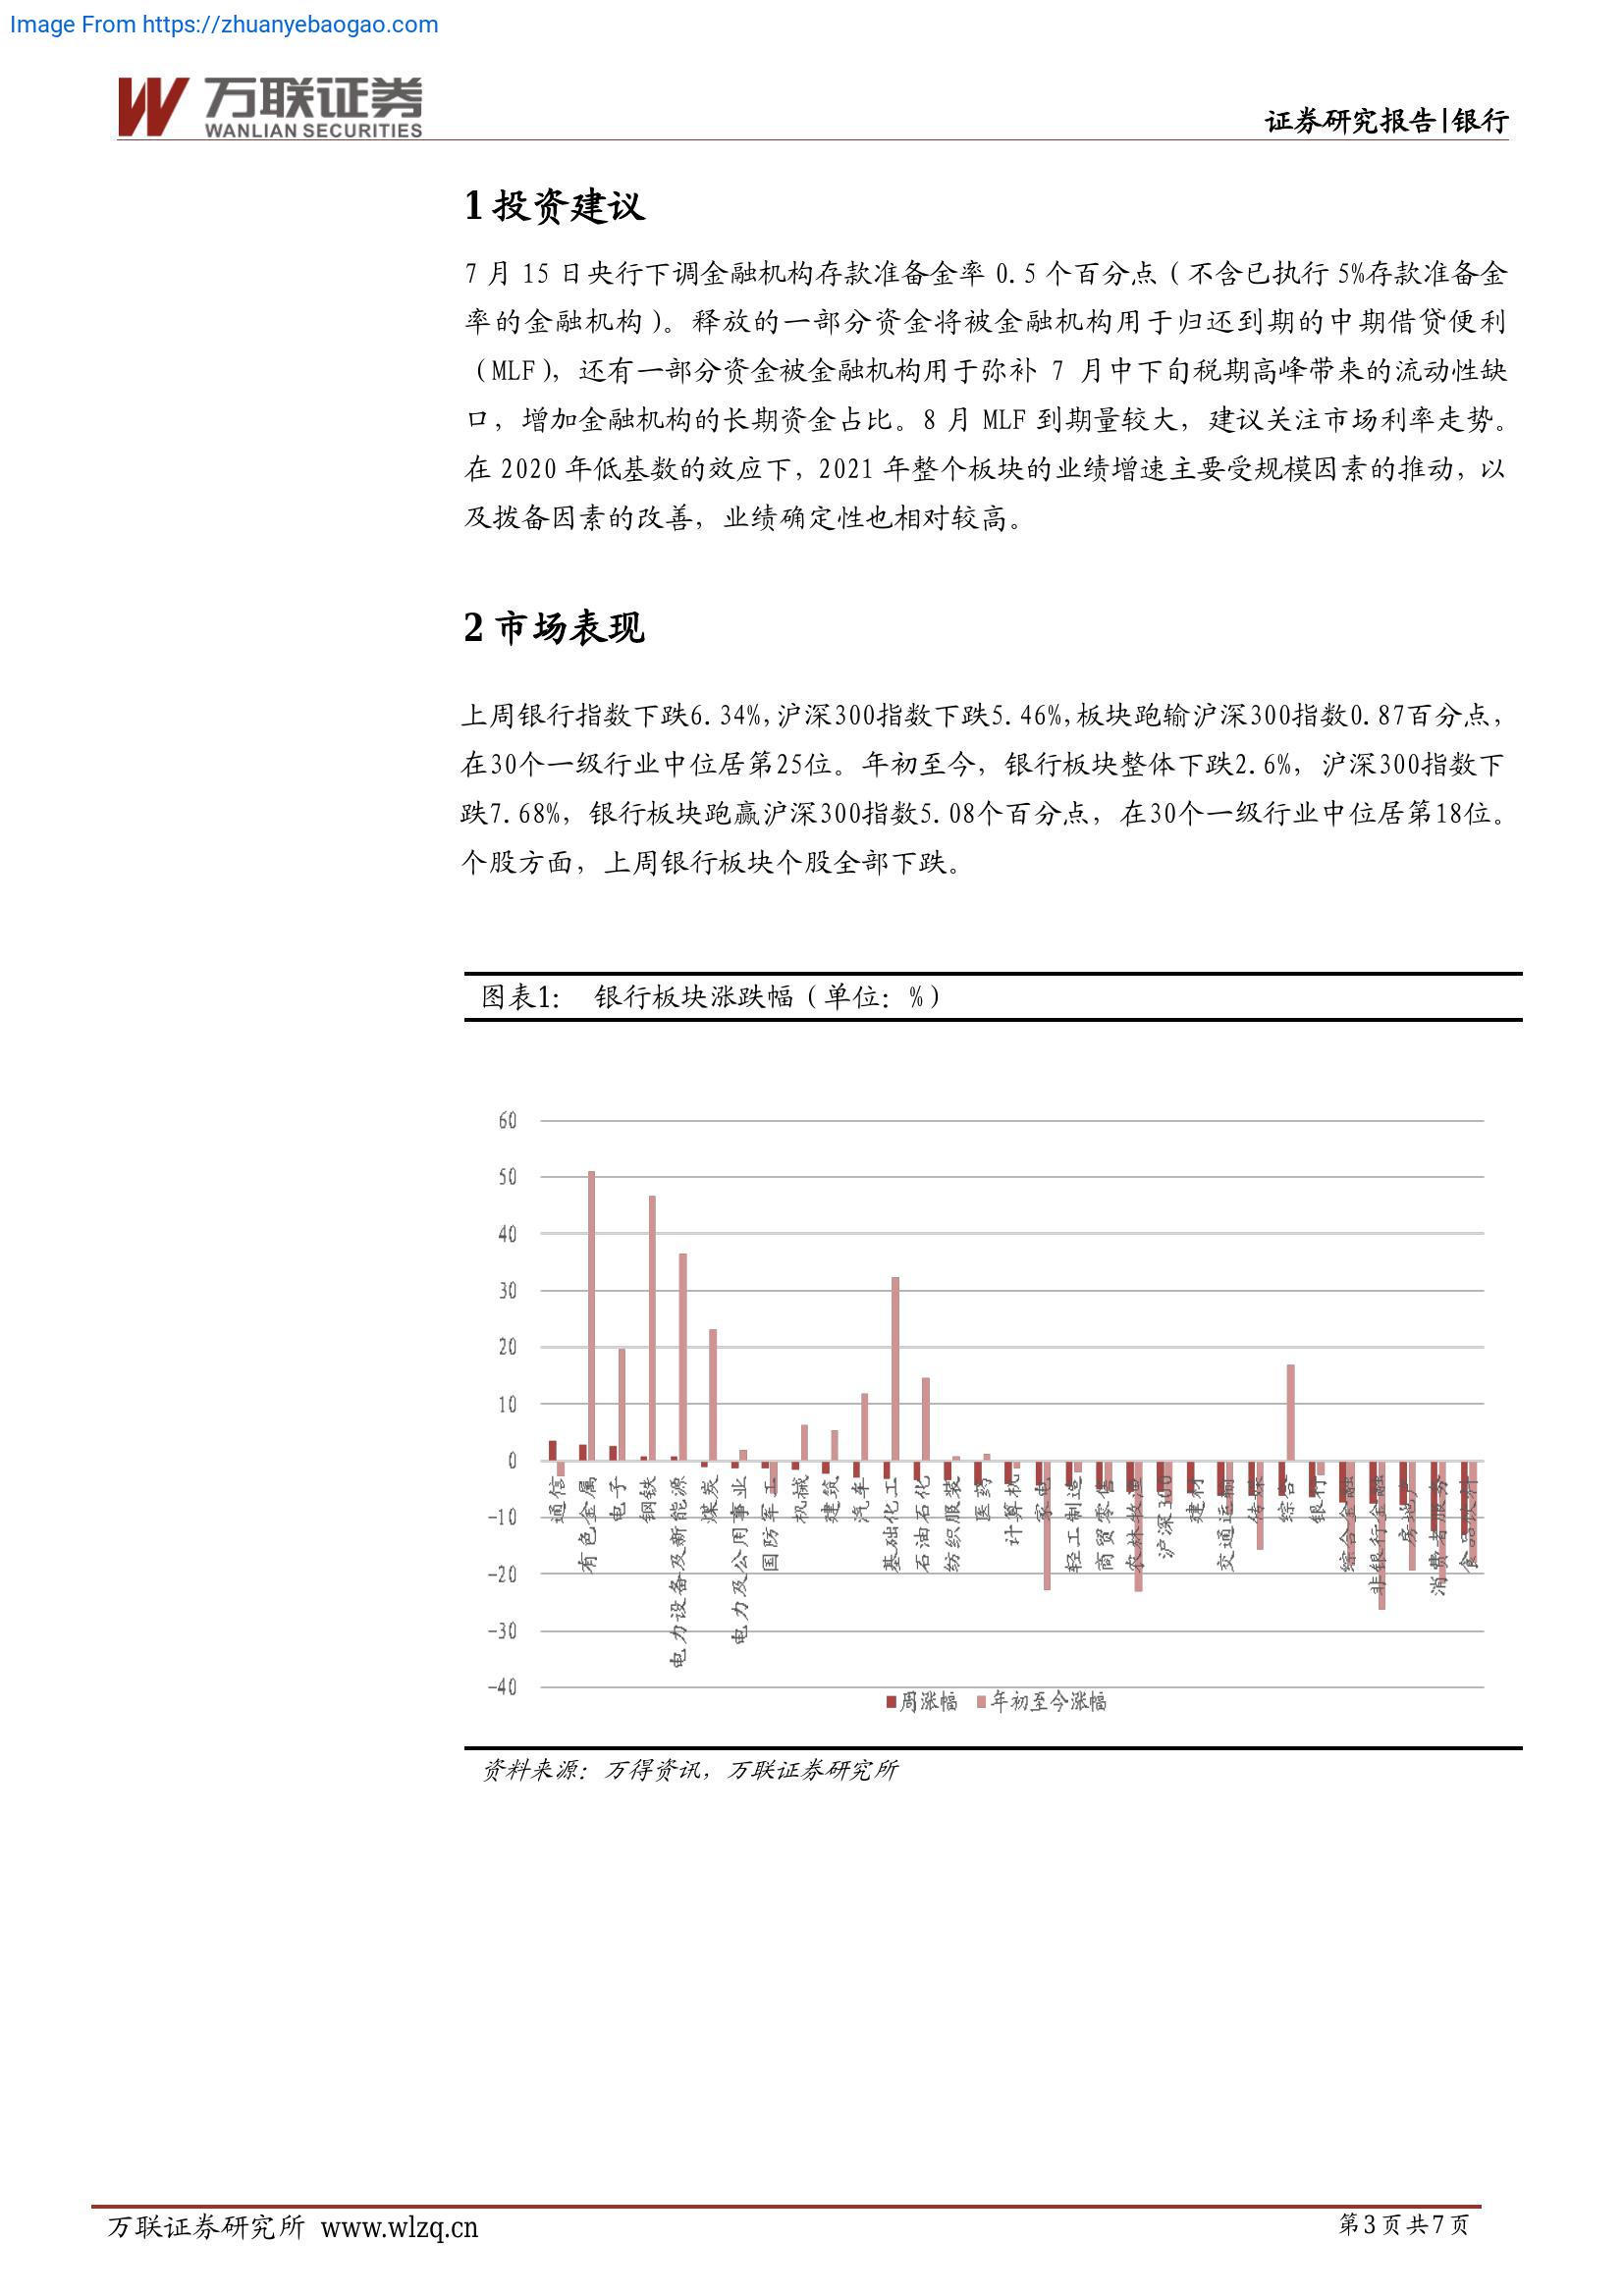 Image From https://zhuanyebaogao.com
万联证券
WANLIAN SECURITIES
证券研究报告|银行
1 投资建议
7 月 15 日央行下调金融机构存款准备金率 0.5 个百分点（不含已执行 5%存款准备金
率的金融机构）。释放的一部分资金将被金融机构用于归还到期的中期借贷便利
（MLF），还有一部分资金被金融机构用于弥补 7 月中下旬税期高峰带来的流动性缺
口，增加金融机构的长期资金占比。8 月 MLF 到期量较大，建议关注市场利率走势。
在 2020 年低基数的效应下，2021 年整个板块的业绩增速主要受规模因素的推动，以
及拨备因素的改善，业绩确定性也相对较高。
2 市场表现
上周银行指数下跌6.34%,沪深300指数下跌5.46%,板块跑输沪深300指数0.87百分点，
在30个一级行业中位居第25位。年初至今，银行板块整体下跌2.6%，沪深300指数下
跌7.68%，银行板块跑赢沪深300指数5.08个百分点，在30个一级行业中位居第18位。
个股方面，上周银行板块个股全部下跌。
图表1： 银行板块涨跌幅（单位：%）
60
50
40
30
20
10
0
-10
-20
-30
-40
通信
有色金属
电子
钢铁
电力设备及新能源
煤炭
电力及公用事业
国防军工
机械
建筑
汽车
基础化工
石油石化
纺织服装
医药
计算机
家电
轻工制造
商贸零售
农林牧渔
沪深300
建材
交通运输
传媒
综合
银行
综合金融
非银行金融
房地产
消费者服务
食品饮料
周涨幅 年初至今涨幅
资料来源：万得资讯，万联证券研究所
万联证券研究所 www.wlzq.cn
第3页共7页